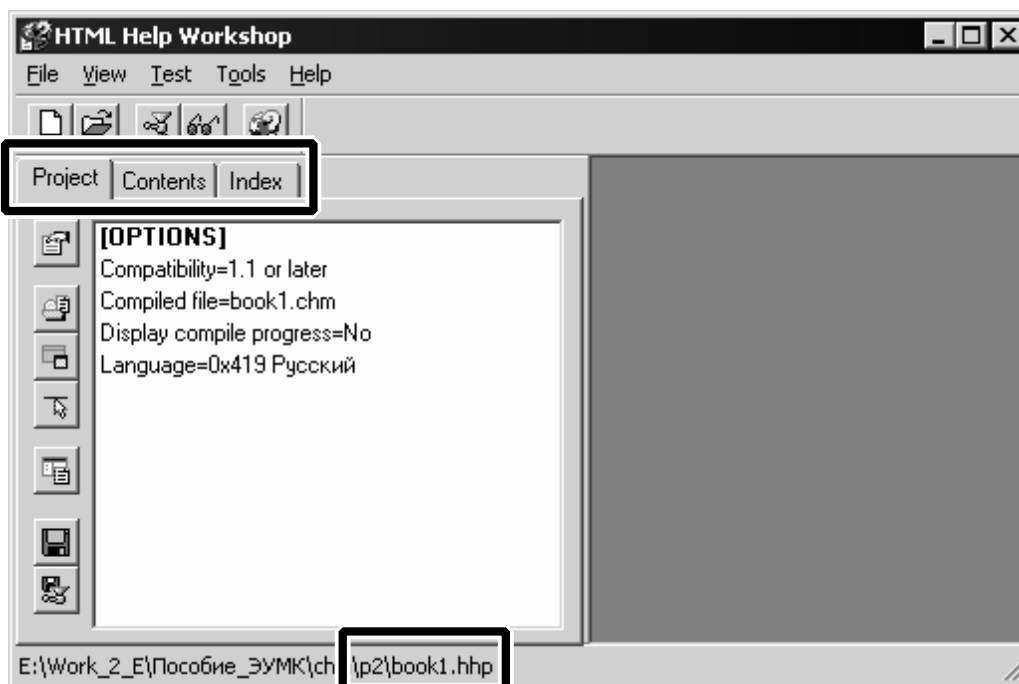 HTML Help Workshop
File View Test Tools Help
Project Contents Index
[OPTIONS]
Compatibility=1.1 or later
Compiled file=book1.chm
Display compile progress=No
Language=0x419 Русский
E:\Work_2_E\Пособие_ЭУМК\ch \p2\book1.hhp